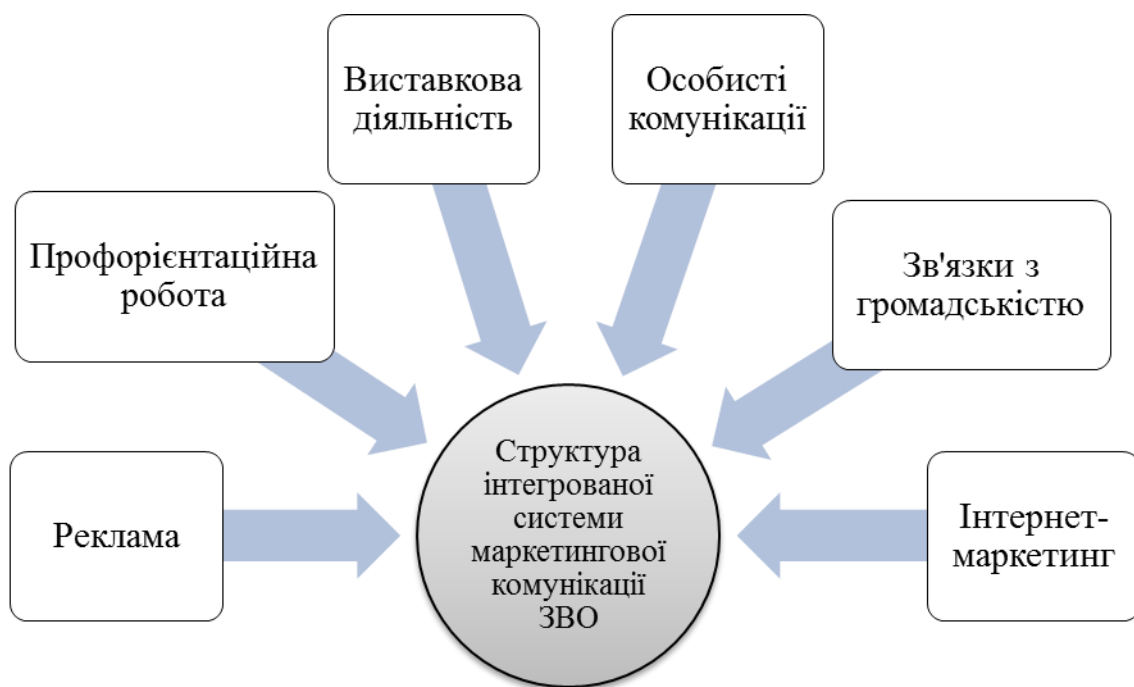 Виставкова
діяльність
Особисті
комунікації
Профорієнтаційна
робота
Зв'язки з
громадськістю
Реклама
Структура
інтегрованої
системи
маркетингової
комунікації
ЗВО
Інтернет-
маркетинг